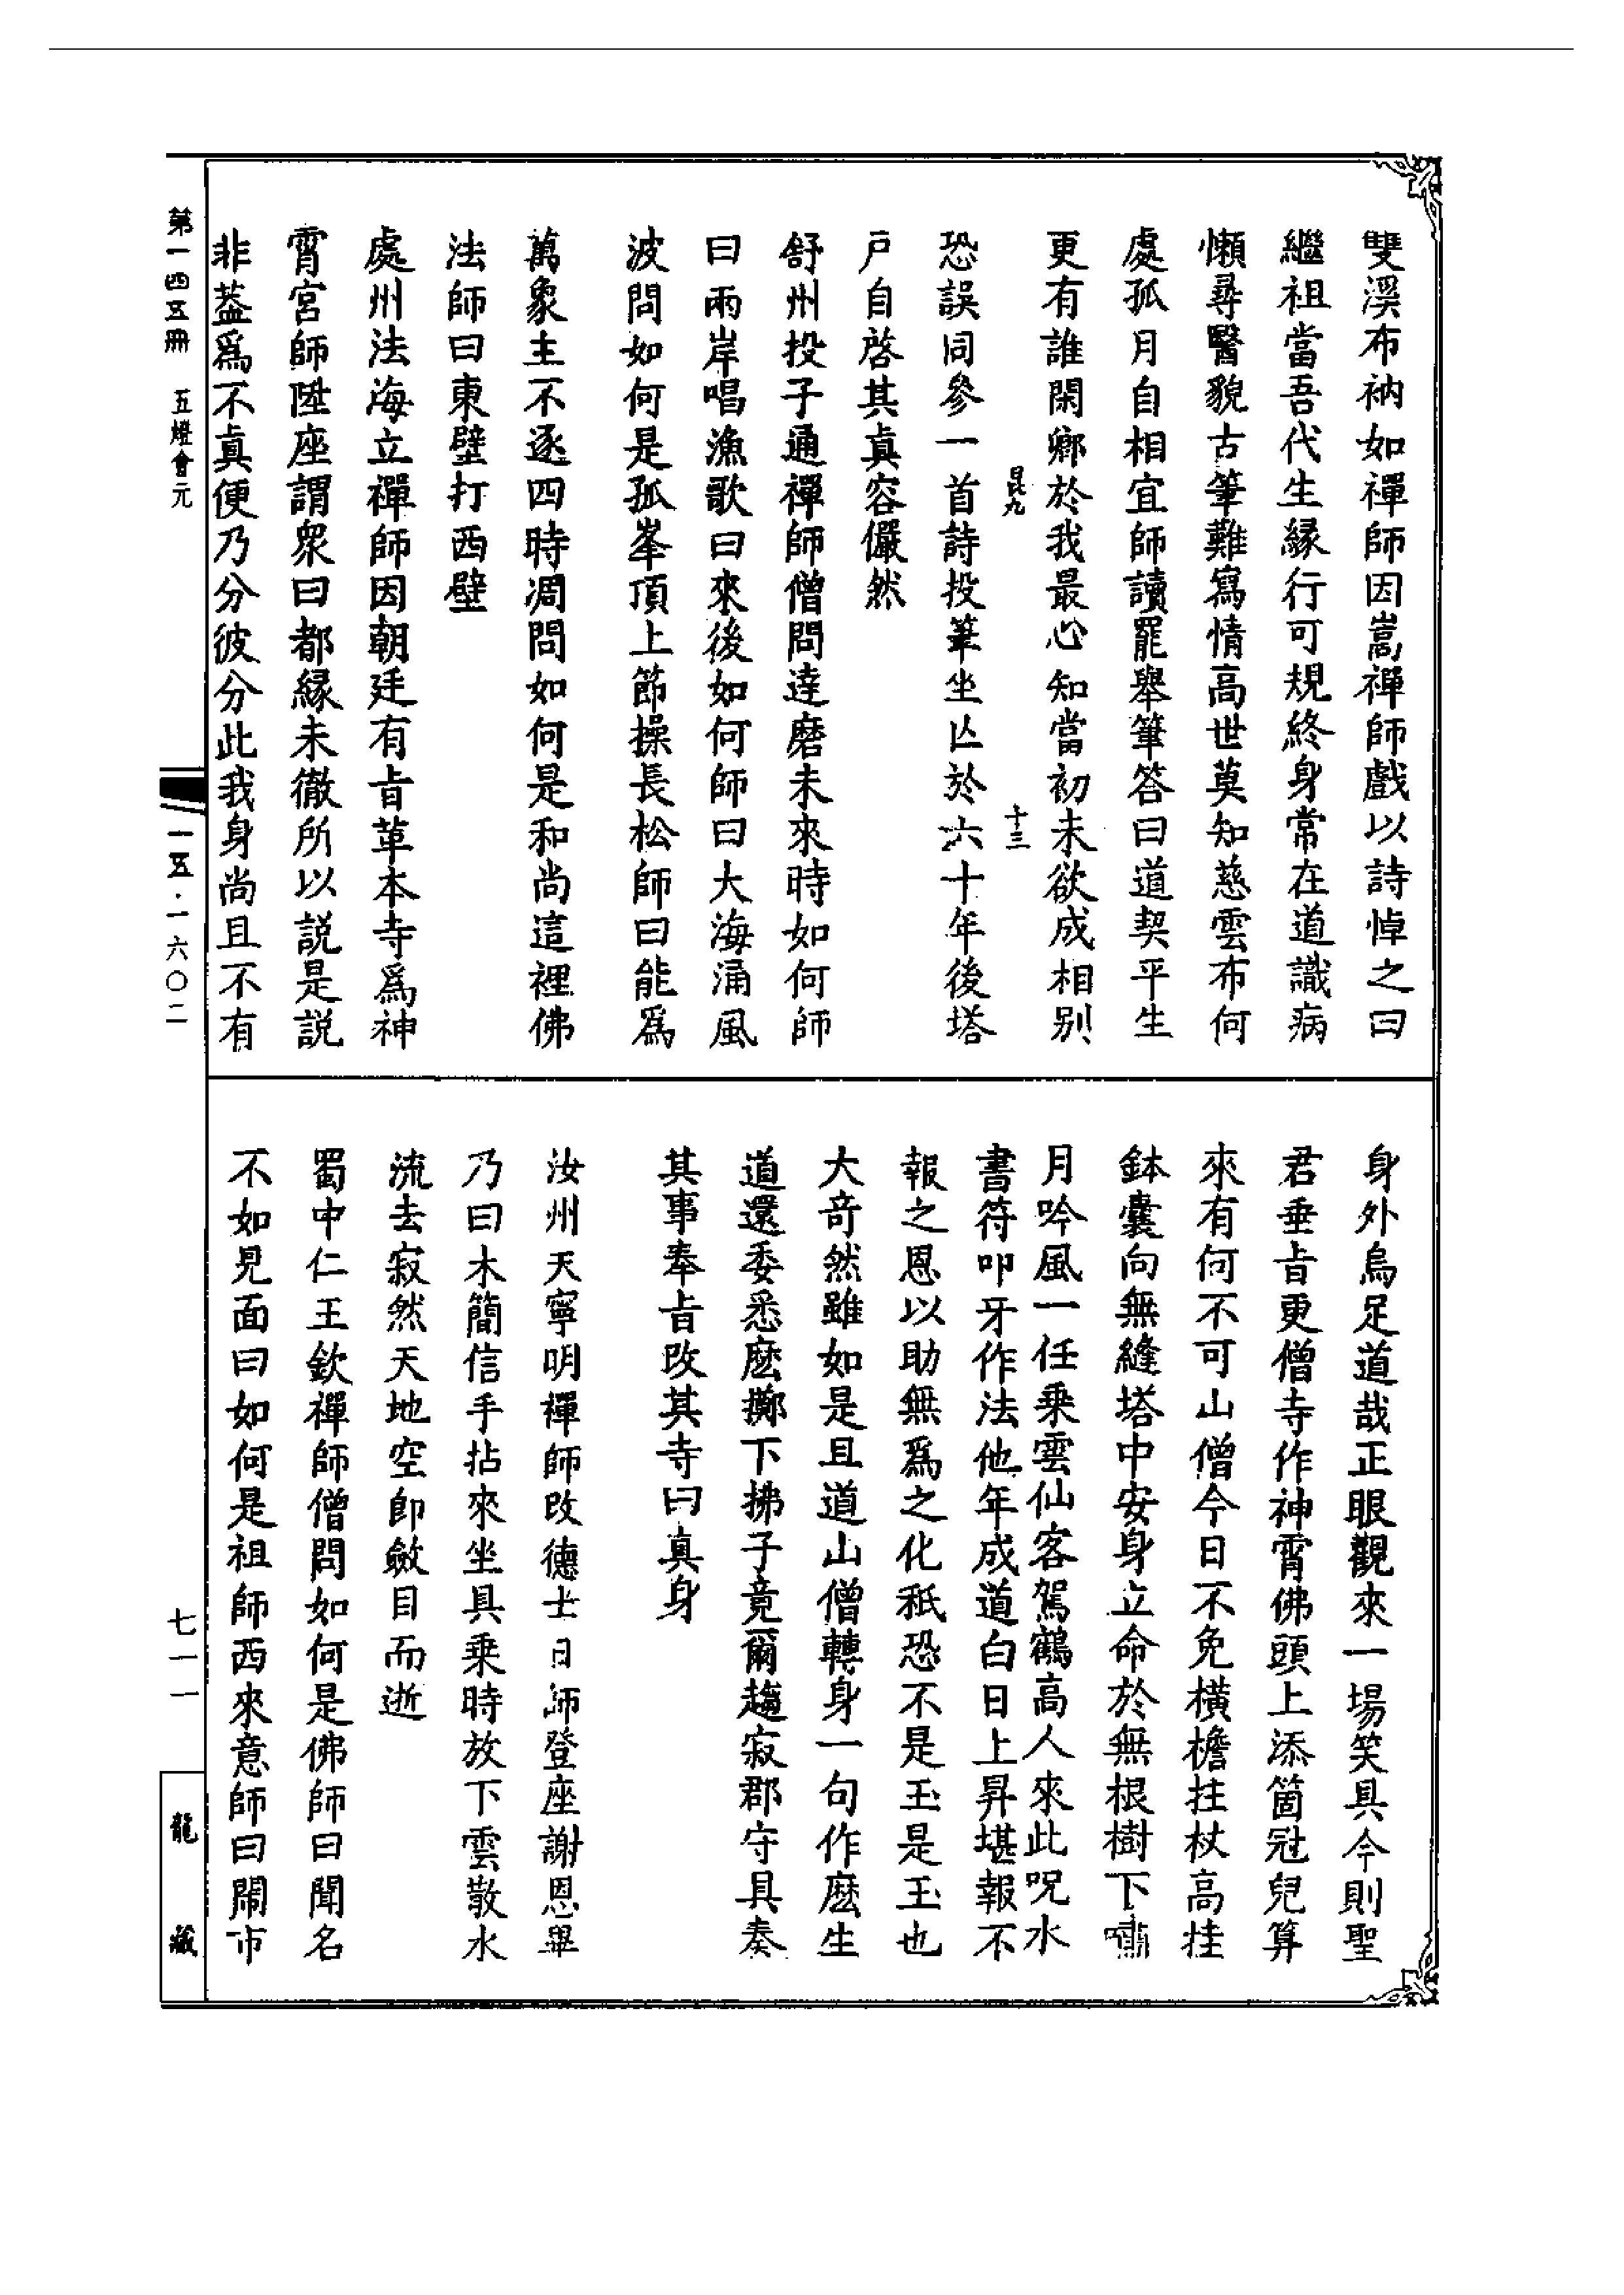 雙溪布衲如禪師因嵩禪師戲以詩悼之曰
繼祖當吾代生緣行可規終身常在道識病
懶尋醫貌古筆難寫情高世莫知慈雲布何
處孤月自相宜師讀罷舉筆答曰道契平生
更有誰閑鄉於我最心知當初未欲成相別
昆九
十三
恐誤同參一首詩投筆坐亾於六十年後塔
戸自啓其眞容儼然
舒州投子通禪師僧問達磨未來時如何師
曰兩岸唱漁歌曰來後如何師曰大海涌風
波問如何是孤峯頂上節操長松師曰能爲
萬象主不逐四時凋問如何是和尚這裡佛
法師曰東壁打西壁
處州法海立禪師因朝廷有旨革本寺爲神
霄宮師陞座謂衆曰都緣未徹所以説是説
非葢爲不真便乃分彼分此我身尚且不有
身外烏足道哉正眼觀來一場笑具今則聖
君垂旨更僧寺作神霄佛頭上添箇冠兒算
來有何不可山僧今日不免橫檐拄杖高挂
鉢囊向無縫塔中安身立命於無根樹下嘯
月吟風一任乘雲仙客駕鶴高人來此呪水
書符叩牙作法他年成道白日上昇堪報不
報之恩以助無爲之化秖恐不是玉是玉也
大奇然雖如是且道山僧轉身一句作麽生
道還委悉麽擲下拂子竟爾趨寂郡守具奏
其事奉旨改其寺曰真身
汝州天寧明禪師改德士日師登座謝恩畢
乃曰木簡信手拈來坐具乘時放下雲散水
流去寂然天地空卽斂目而逝
蜀中仁王欽禪師僧問如何是佛師曰聞名
不如見面曰如何是祖師西來意師曰鬧市
第一四五冊　五燈會元
一五·一六〇二
七一一
龍藏